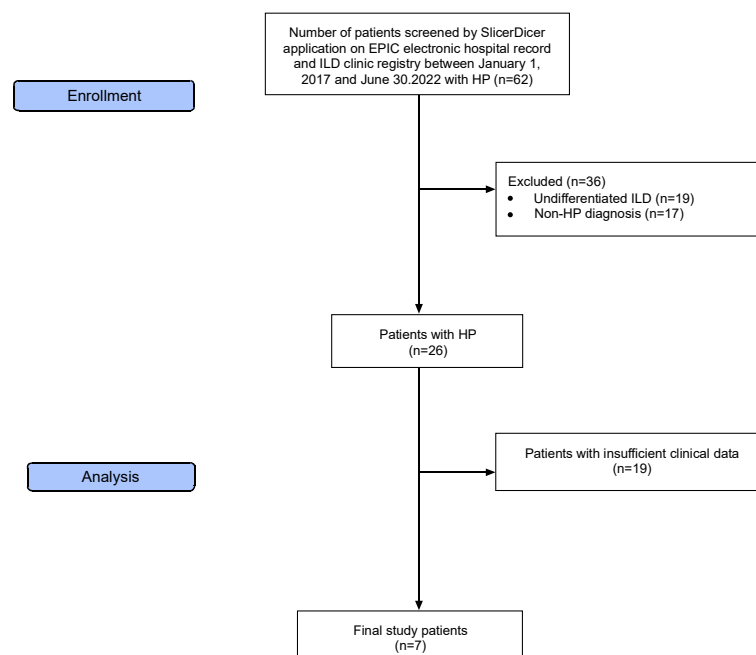 Number of patients screened by SlicerDicer
application on EPIC electronic hospital record
and ILD clinic registry between January 1,
2017 and June 30.2022 with HP (n=62)
Enrollment
Excluded (n=36)
• Undifferentiated ILD (n=19)
• Non-HP diagnosis (n=17)
Patients with HP
(n=26)
Patients with insufficient clinical data
(n=19)
Analysis
Final study patients
(n=7)